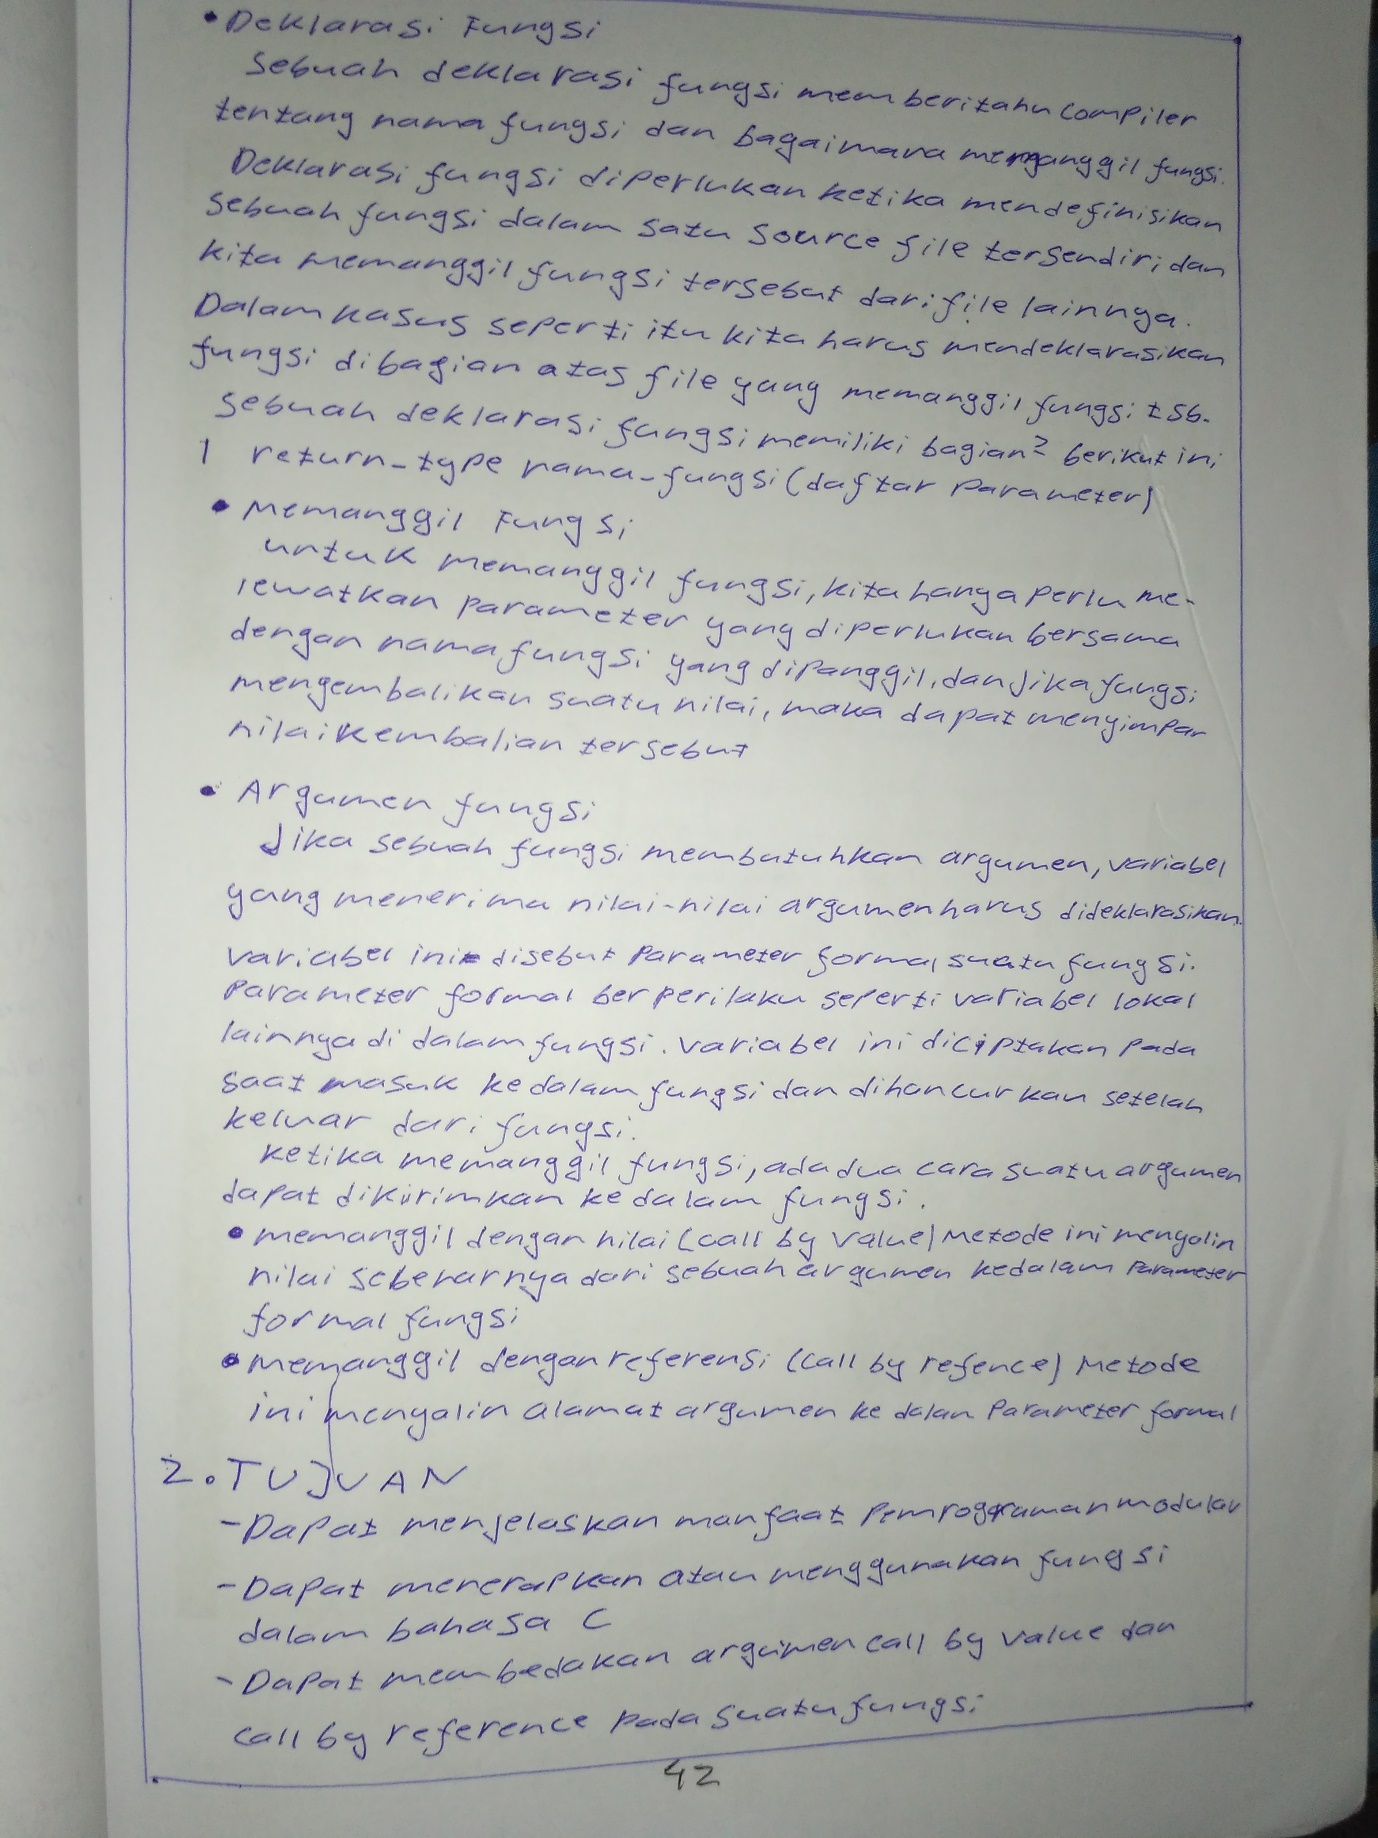 • Deklarasi Fungsi
Sebuah deklarasi fungsi memberitahu compiler
tentang nama fungsi dan bagaimana memanggil fungsi.
Deklarasi fungsi diperlukan ketika mendefinisikan
sebuah fungsi dalam satu source file tersendiri dan
kita memanggil fungsi tersebut dari file lainnya.
Dalam kasus seperti itu kita harus mendeklarasikan
fungsi dibagian atas file yang memanggil fungsi tsb.
Sebuah deklarasi fungsi memiliki bagian² berikut ini
1 return-type nama-fungsi (daftar parameter)
• Memanggil Fungsi
untuk memanggil fungsi, kita hanya perlu me-
lewatkan parameter yang diperlukan bersama
dengan nama fungsi yang dipanggil, dan jika fungsi
mengembalikan suatu nilai, maka dapat menyimpan
nilai kembalian tersebut
• Argumen fungsi
Jika sebuah fungsi membutuhkan argumen, variabel
yang menerima nilai-nilai argumen harus dideklarasikan.
variabel ini disebut parameter formal suatu fungsi.
Parameter formal berperilaku seperti variabel lokal
lainnya di dalam fungsi. variabel ini diciptakan pada
saat masuk ke dalam fungsi dan dihancurkan setelah
keluar dari fungsi.
ketika memanggil fungsi, ada dua cara suatu argumen
dapat dikirimkan ke dalam fungsi.
• memanggil dengan nilai (call by value) Metode ini menyalin
nilai sebenarnya dari sebuah argumen kedalam Parameter
formal fungsi
• memanggil dengan referensi (call by refence) Metode
ini menyalin alamat argumen ke dalan Parameter formal
2. TUJUAN
- Dapat menjelaskan manfaat Pemrograman modular
- Dapat menerapkan atau menggunakan fungsi
dalam bahasa C
- Dapat membedakan argumen call by value dan
call by reference pada suatu fungsi
42